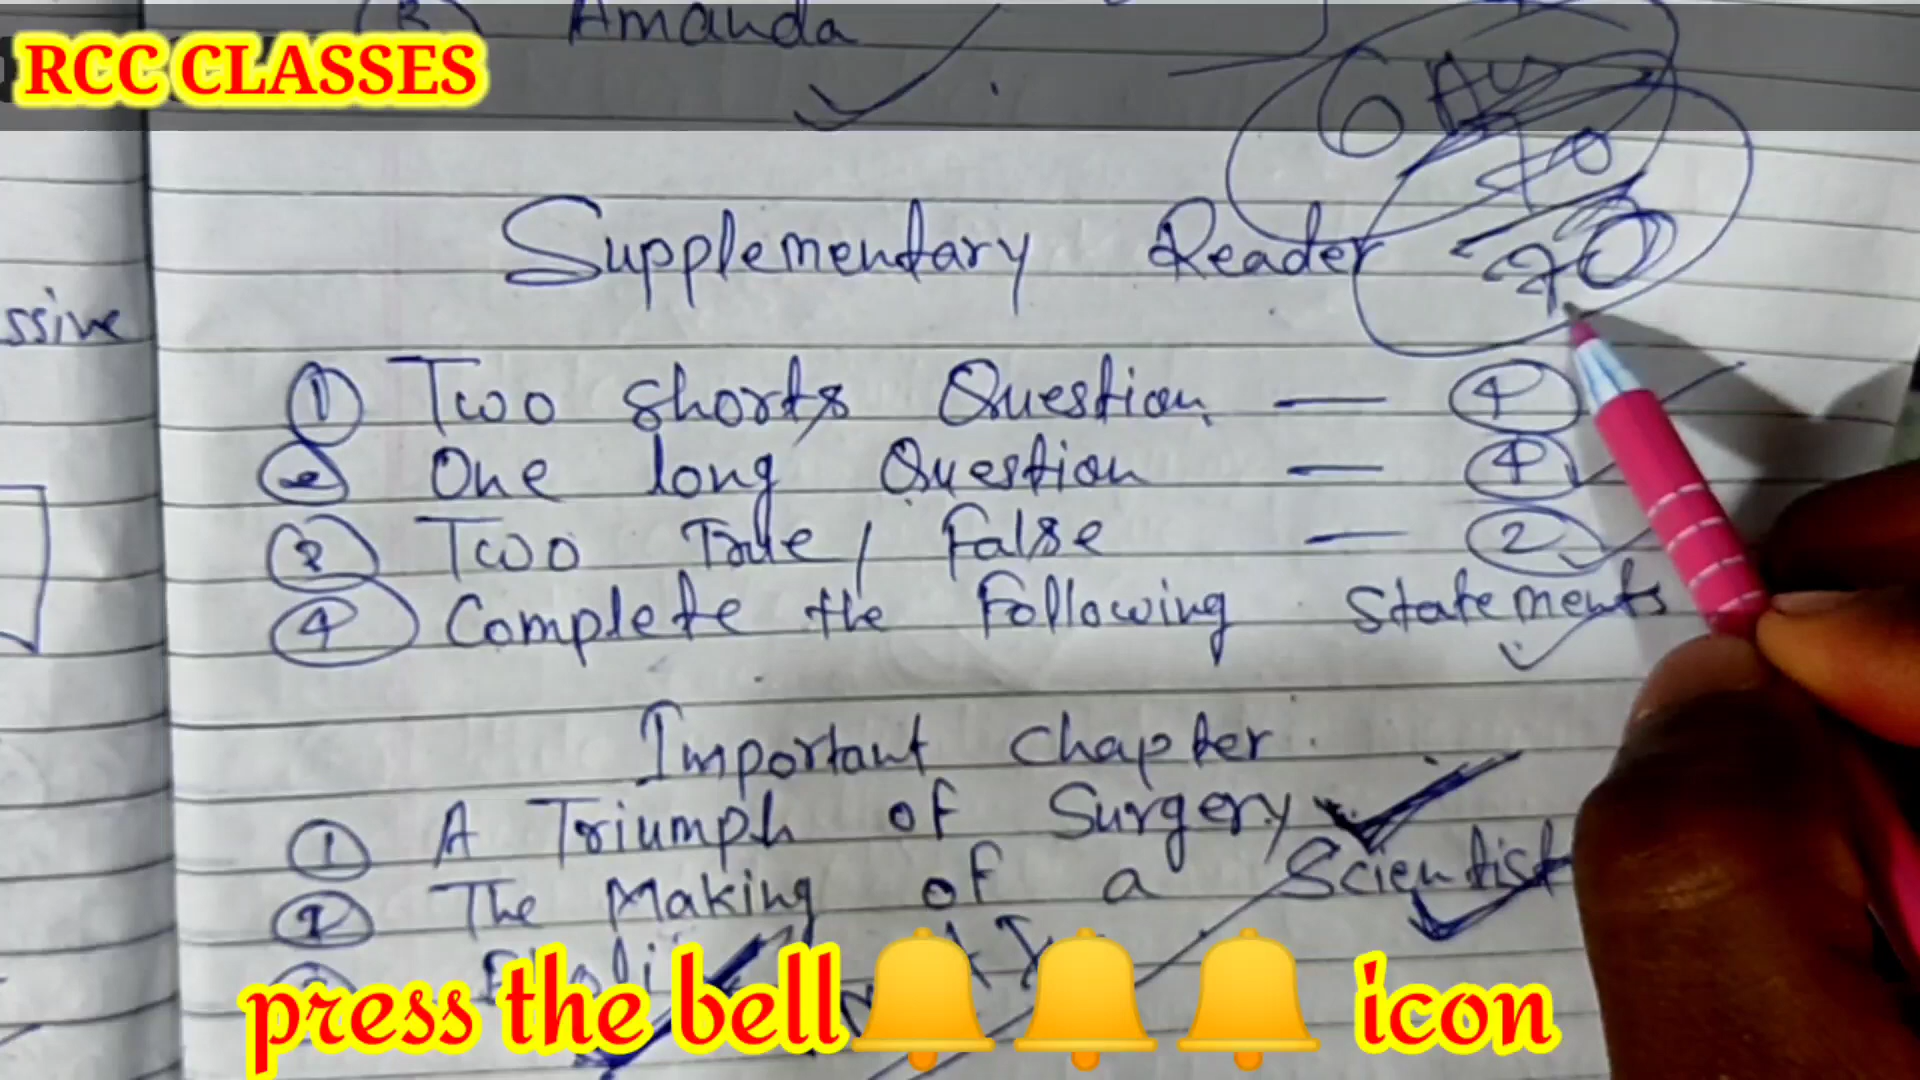 Amanda
RCC CLASSES
Supplementary Reader 70
ssive
① Two shorts Question — ④
② One long Question — ④
③ Two True / False — ②
④ Complete the Following Statements
Important chapter
① A Triumph of Surgery
② The Making of a Scientist
press the bell🔔🔔🔔 icon